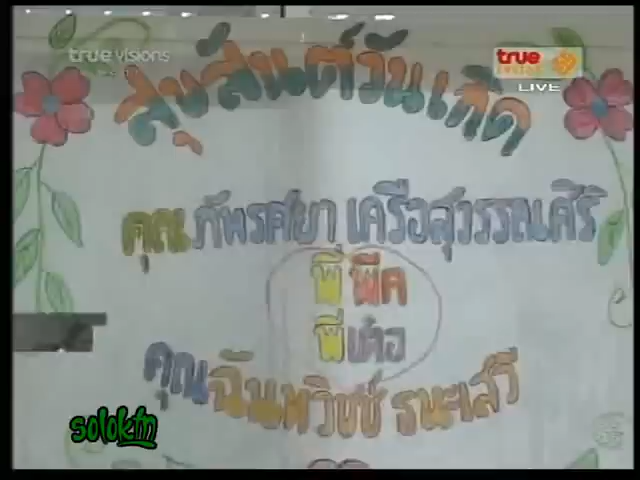 true visions
true
LIVE
สุขสันต์วันเกิด
คุณภัทรศยา เครือสุวรรณศิริ
พี่พีค
พี่เต๋อ
คุณฉันทวิชช์ ธนะเสวี
solokm